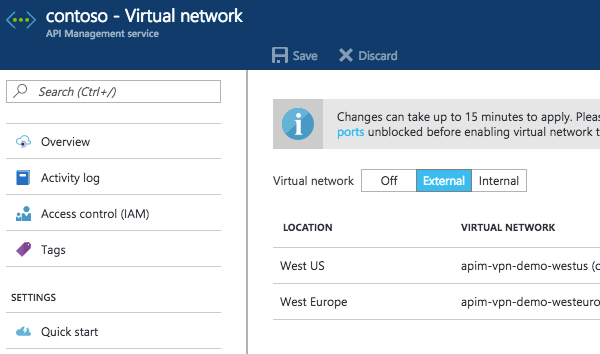 contoso - Virtual network
API Management service
Save
Discard
Search (Ctrl+/)
Overview
Activity log
Access control (IAM)
Tags
SETTINGS
Quick start
Changes can take up to 15 minutes to apply. Pleas
ports unblocked before enabling virtual network t
Virtual network
Off
External
Internal
LOCATION
VIRTUAL NETWORK
West US
apim-vpn-demo-westus (c
West Europe
apim-vpn-demo-westeuro